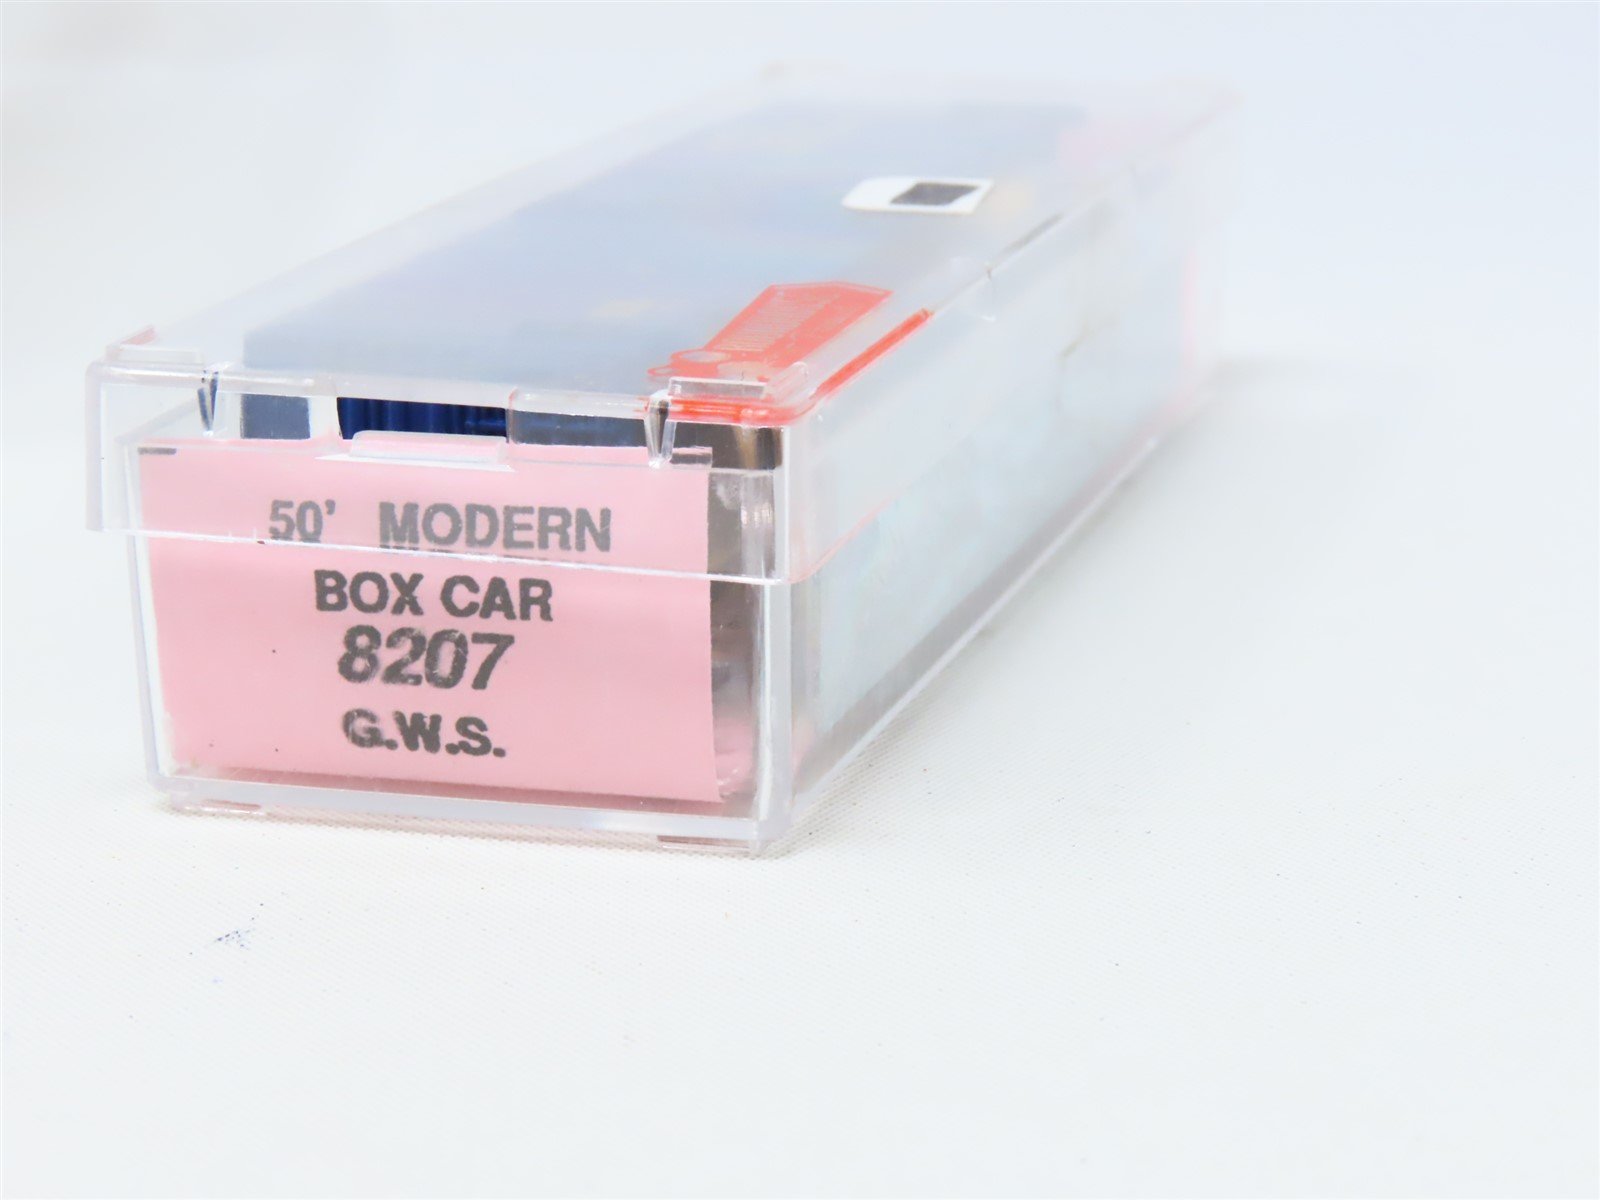 50' MODERN
BOX CAR
8207
G.W.S.